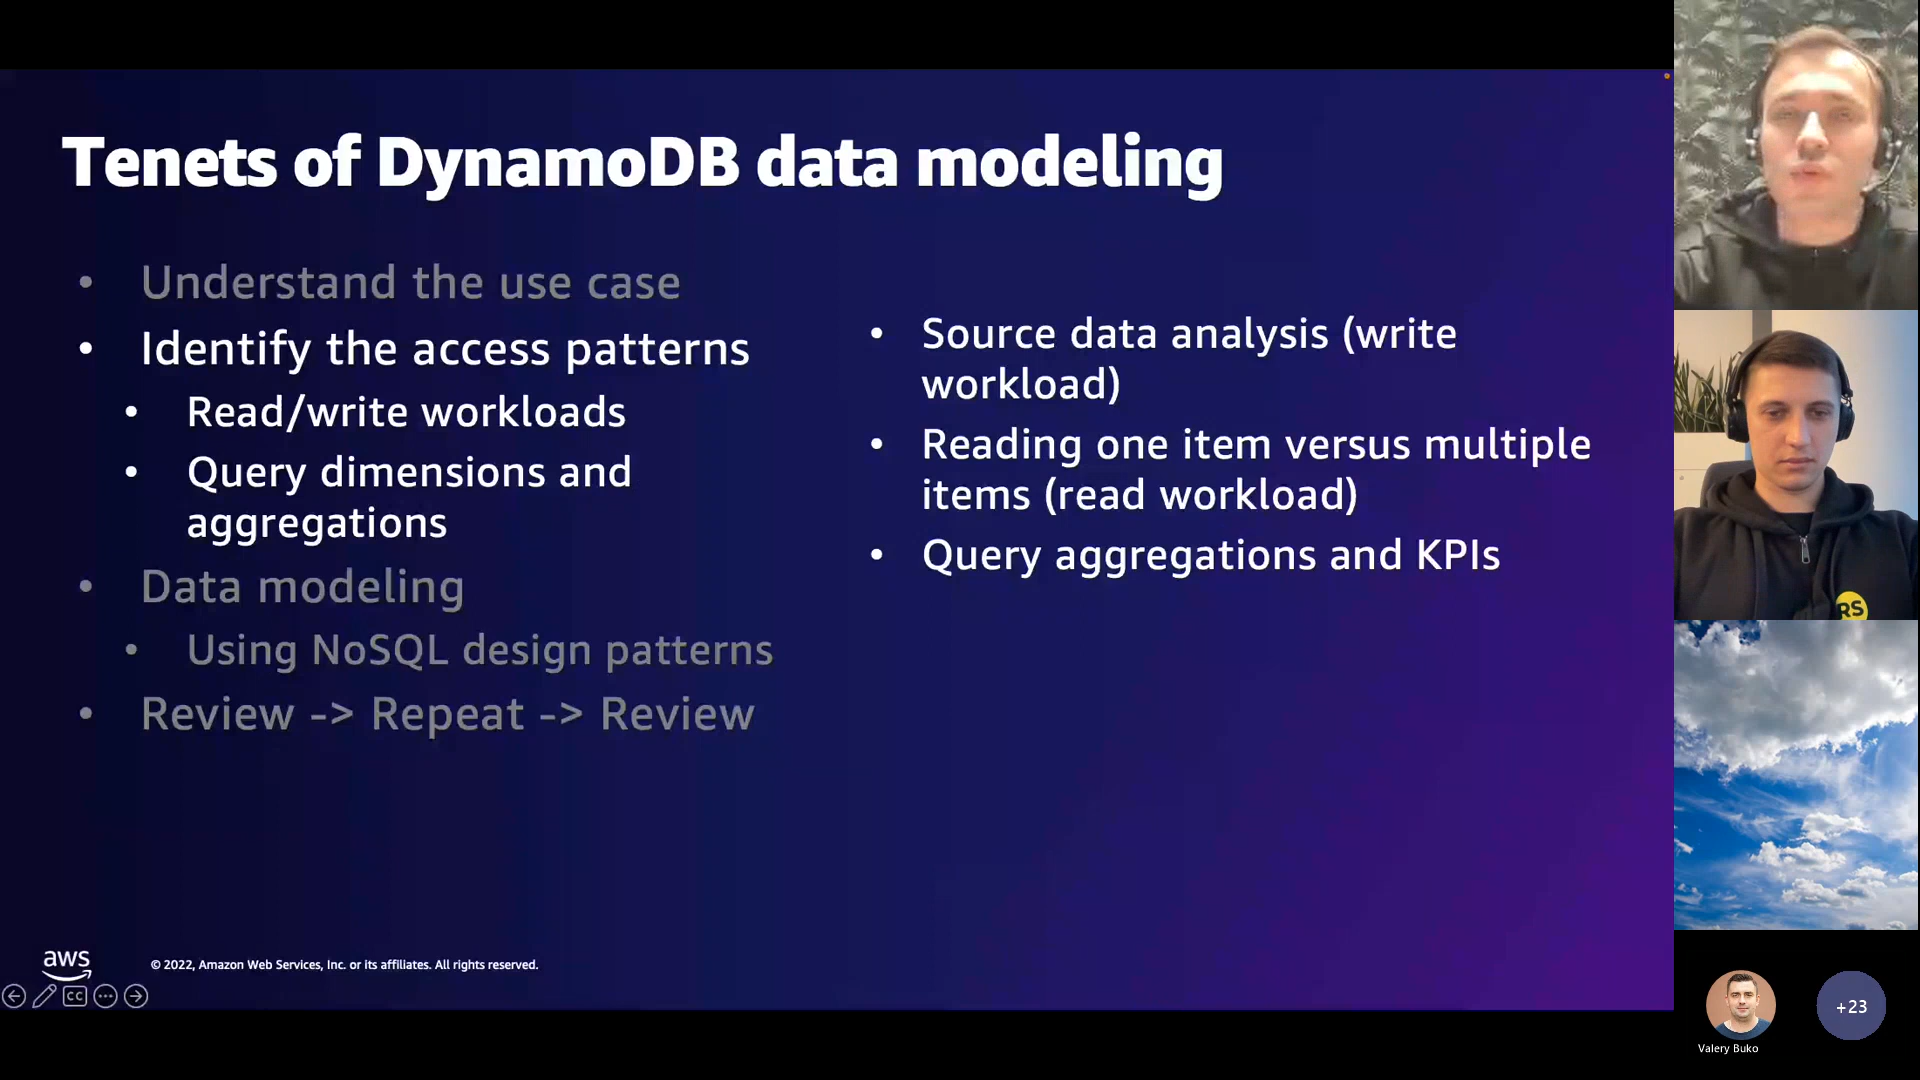 Tenets of DynamoDB data modeling
• Understand the use case
• Identify the access patterns
• Read/write workloads
• Query dimensions and
aggregations
• Data modeling
• Using NoSQL design patterns
• Review -> Repeat -> Review
• Source data analysis (write
workload)
• Reading one item versus multiple
items (read workload)
• Query aggregations and KPIs
aws
© 2022, Amazon Web Services, Inc. or its affiliates. All rights reserved.
CC
RS
Valery Buko
+23